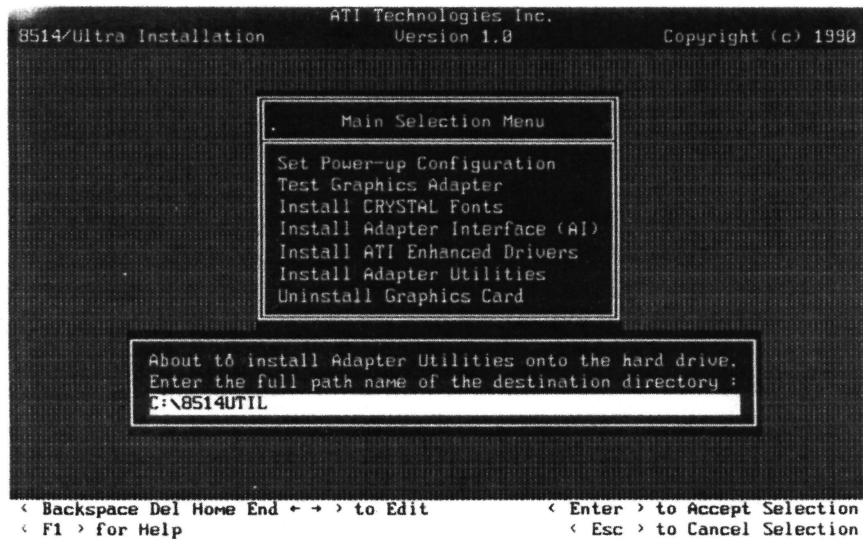 ATI Technologies Inc.
8514/Ultra Installation Version 1.0 Copyright (c) 1990
Main Selection Menu
Set Power-up Configuration
Test Graphics Adapter
Install CRYSTAL Fonts
Install Adapter Interface (AI)
Install ATI Enhanced Drivers
Install Adapter Utilities
Uninstall Graphics Card
About to install Adapter Utilities onto the hard drive.
Enter the full path name of the destination directory :
C:\8514UTIL
< Backspace Del Home End ← → > to Edit < Enter > to Accept Selection
< F1 > for Help < Esc > to Cancel Selection